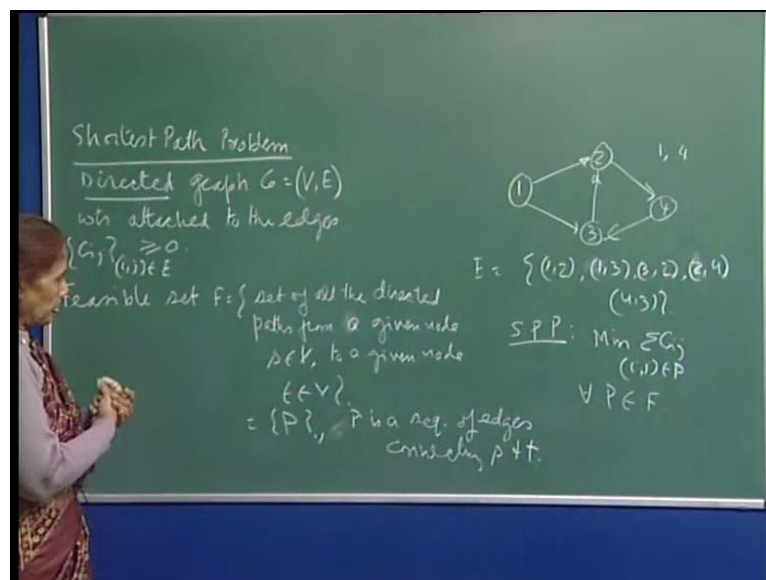 Shortest Path Problem
Directed graph G = (V, E)
attached to the edges
{Cij}(i,j)∈E ≥ 0.
Feasible set F = { set of all the directed
paths from a given node
s ∈ V, to a given node
t ∈ V}.
= {P}, P is a seq. of edges
connecting s + t.
1, 4
2
1
4
3
E = {(1,2), (1,3), (3,2), (2,4)
(4,3)}.
SPP : Min ΣCij
(i,j)∈P
∀ P ∈ F